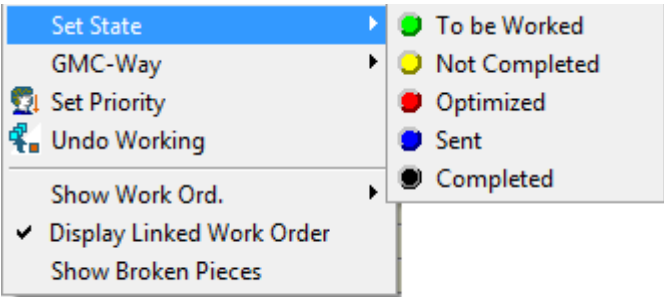 Set State
GMC-Way
Set Priority
Undo Working
Show Work Ord.
Display Linked Work Order
Show Broken Pieces
To be Worked
Not Completed
Optimized
Sent
Completed